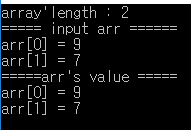 array'length : 2
===== input arr ======
arr[0] = 9
arr[1] = 7
=====arr's value =====
arr[0] = 9
arr[1] = 7